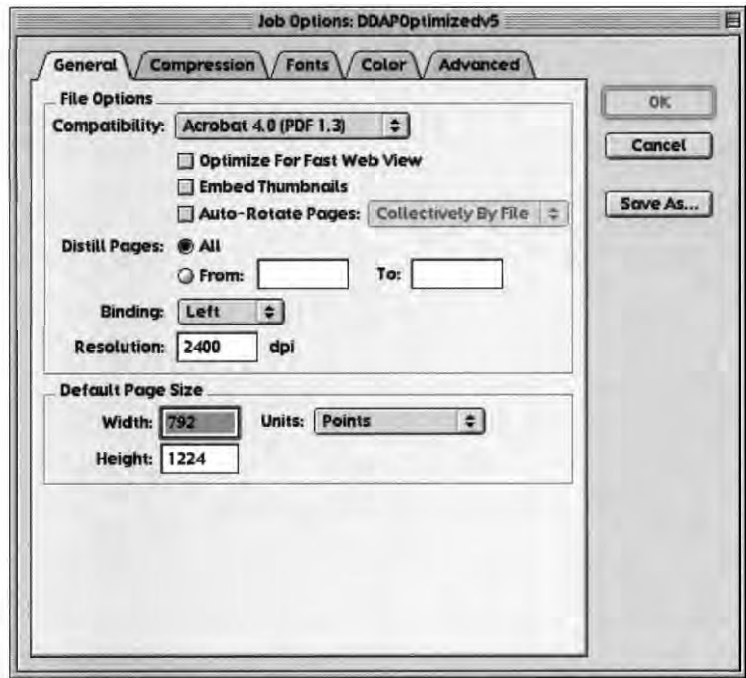 Job Options: DDAPOptimizedv5
General Compression Fonts Color Advanced
File Options
Compatibility: Acrobat 4.0 (PDF 1.3)
Optimize For Fast Web View
Embed Thumbnails
Auto-Rotate Pages: Collectively By File
Distill Pages: All
From: To:
Binding: Left
Resolution: 2400 dpi
Default Page Size
Width: 792 Units: Points
Height: 1224
OK
Cancel
Save As...